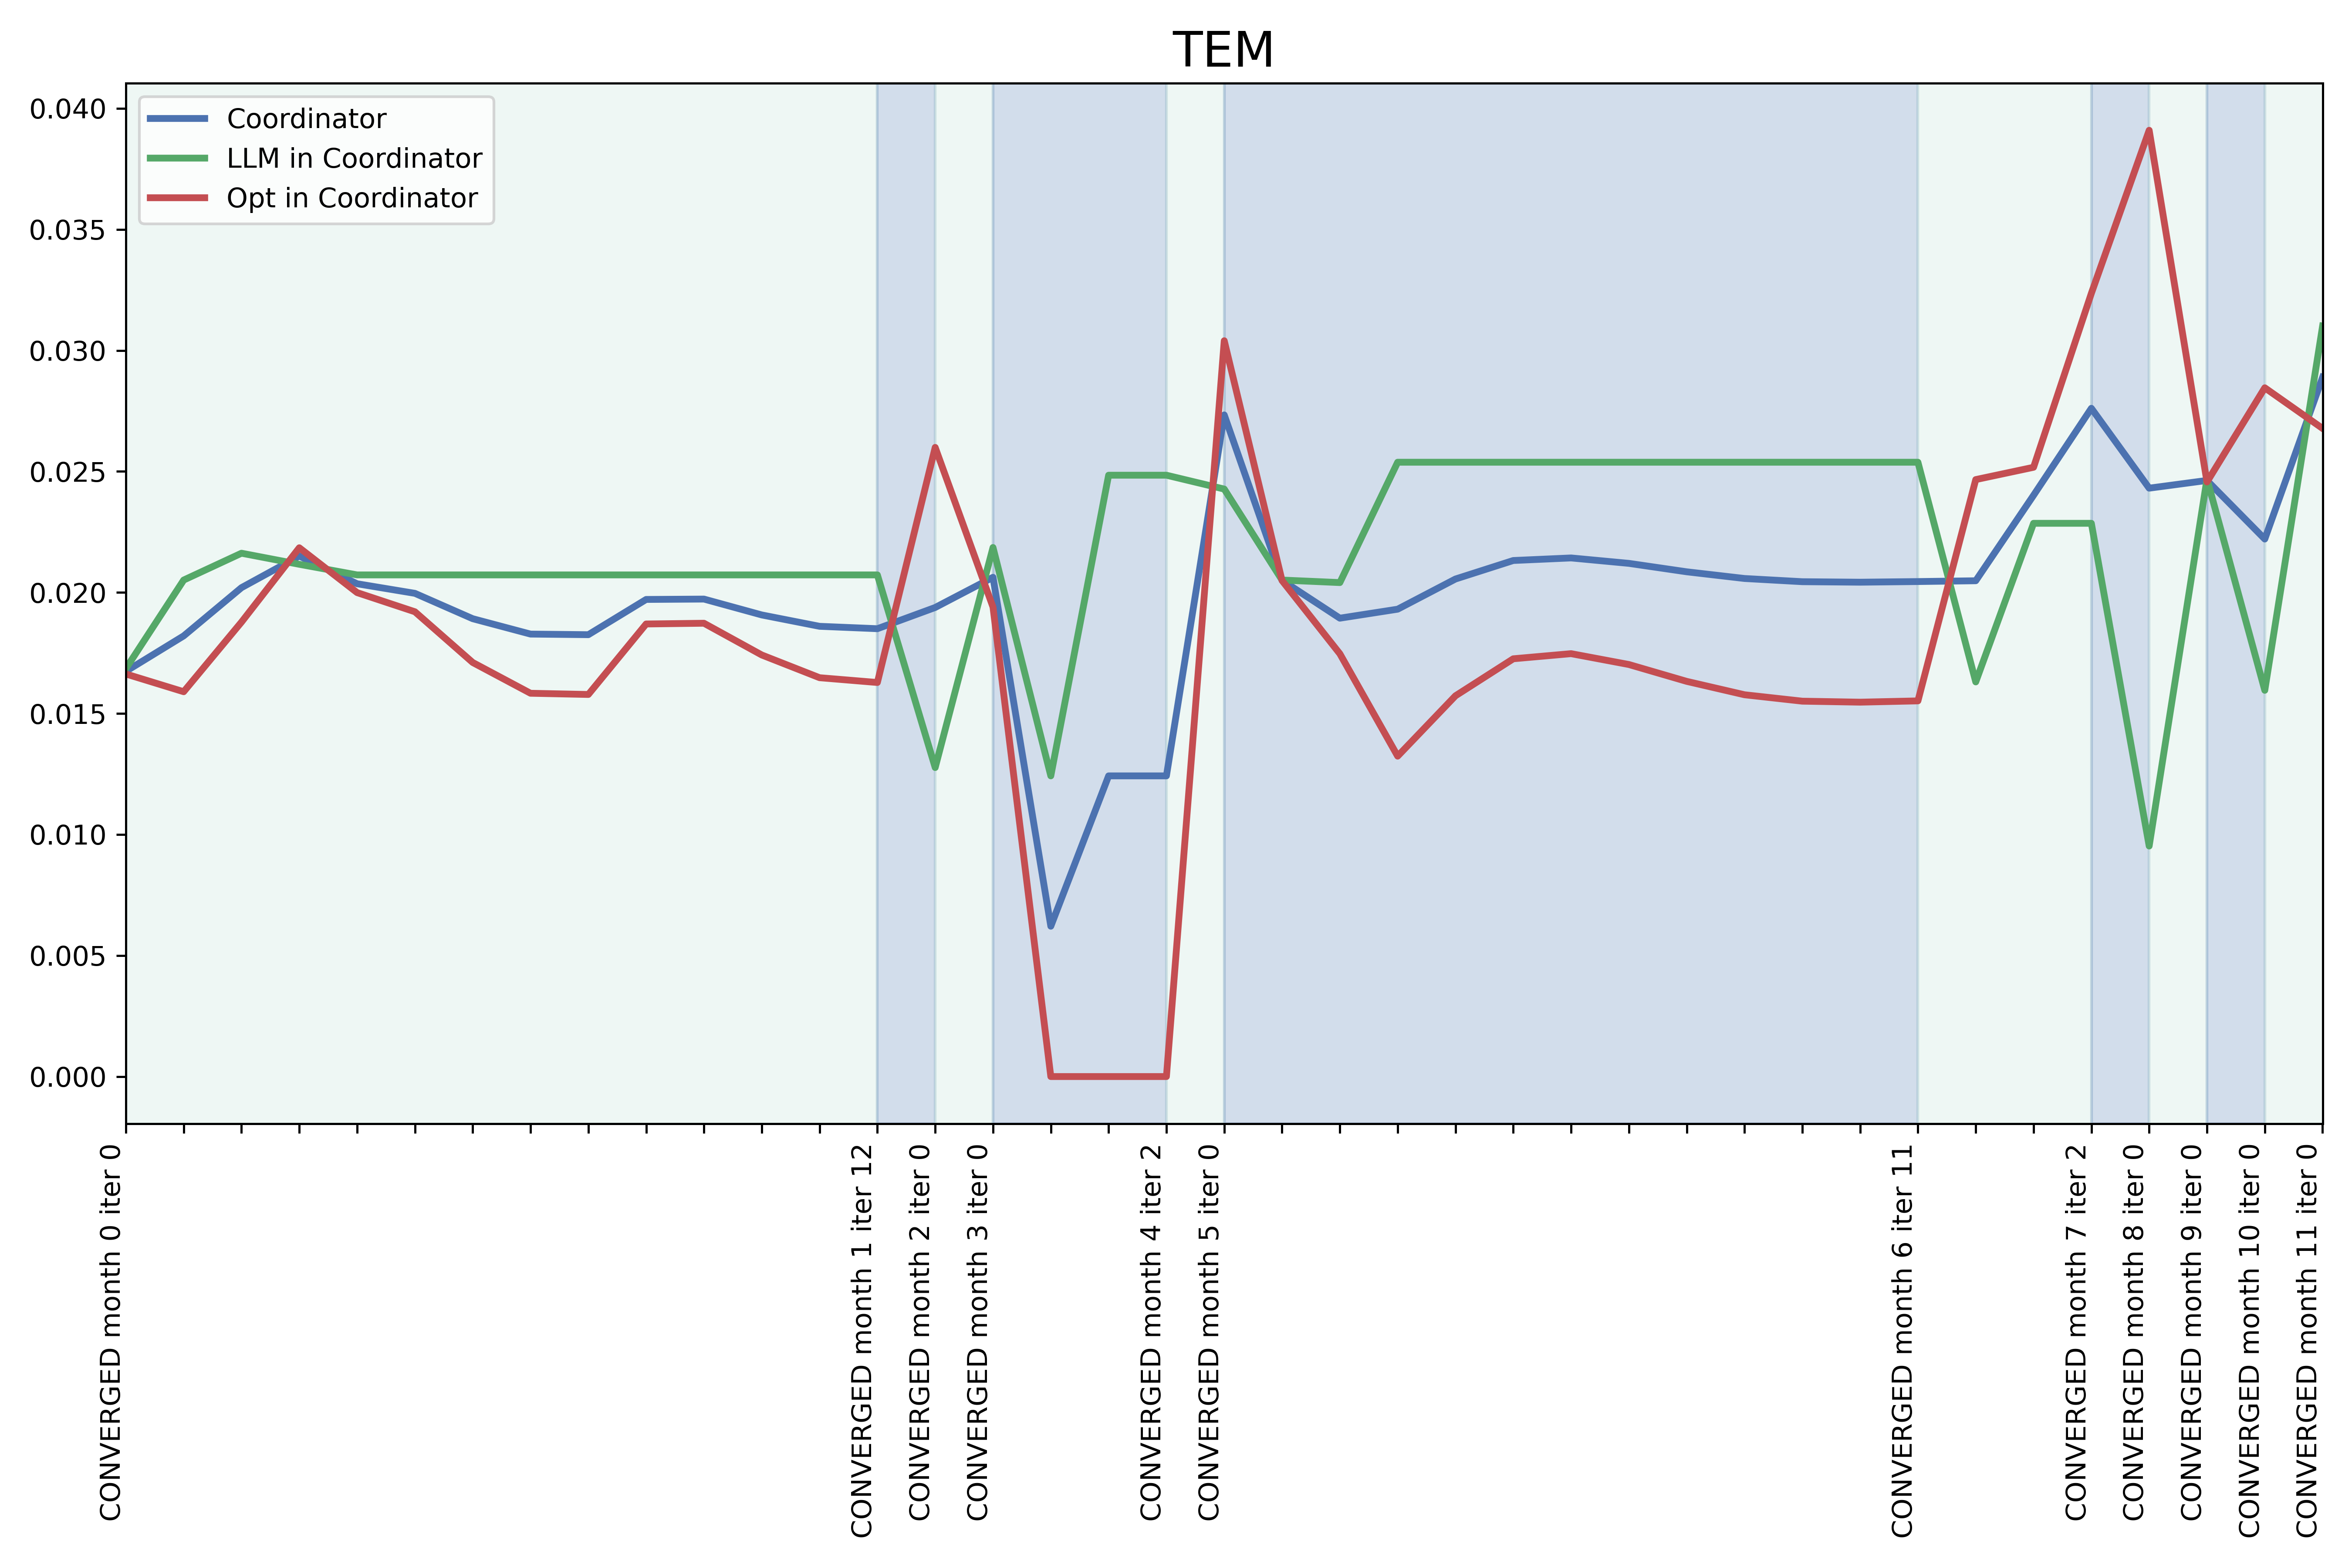 TEM
0.040
0.035
0.030
0.025
0.020
0.015
0.010
0.005
0.000
Coordinator
LLM in Coordinator
Opt in Coordinator
CONVERGED month 0 iter 0
CONVERGED month 1 iter 12
CONVERGED month 2 iter 0
CONVERGED month 3 iter 0
CONVERGED month 4 iter 2
CONVERGED month 5 iter 0
CONVERGED month 6 iter 11
CONVERGED month 7 iter 2
CONVERGED month 8 iter 0
CONVERGED month 9 iter 0
CONVERGED month 10 iter 0
CONVERGED month 11 iter 0